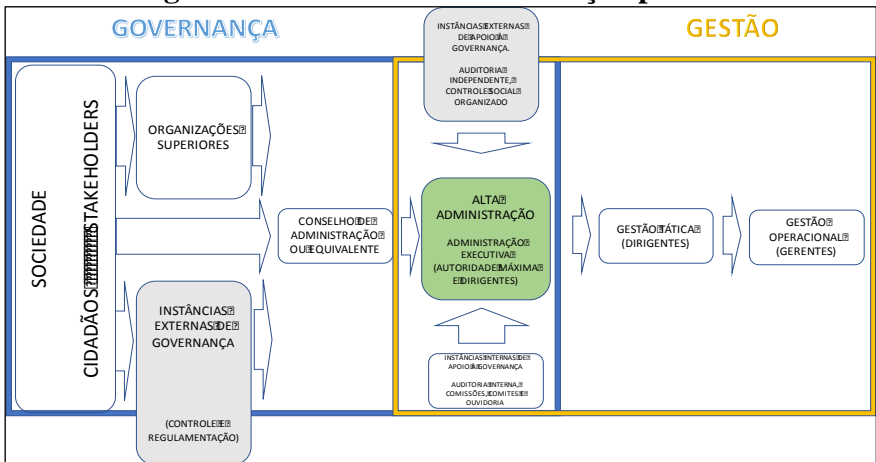 GOVERNANÇA
GESTÃO
INSTÂNCIAS EXTERNAS
DE APOIO À
GOVERNANÇA.
AUDITORIA
INDEPENDENTE,
CONTROLE SOCIAL
ORGANIZADO
SOCIEDADE
CIDADÃOS STAKEHOLDERS
ORGANIZAÇÕES
SUPERIORES
CONSELHO DE
ADMINISTRAÇÃO
OU EQUIVALENTE
ALTA
ADMINISTRAÇÃO
ADMINISTRAÇÃO
EXECUTIVA
(AUTORIDADE MÁXIMA
E DIRIGENTES)
GESTÃO TÁTICA
(DIRIGENTES)
GESTÃO
OPERACIONAL
(GERENTES)
INSTÂNCIAS
EXTERNAS DE
GOVERNANÇA
(CONTROLE E
REGULAMENTAÇÃO)
INSTÂNCIAS INTERNAS DE
APOIO À GOVERNANÇA
AUDITORIA INTERNA,
COMISSÕES, COMITES E
OUVIDORIA